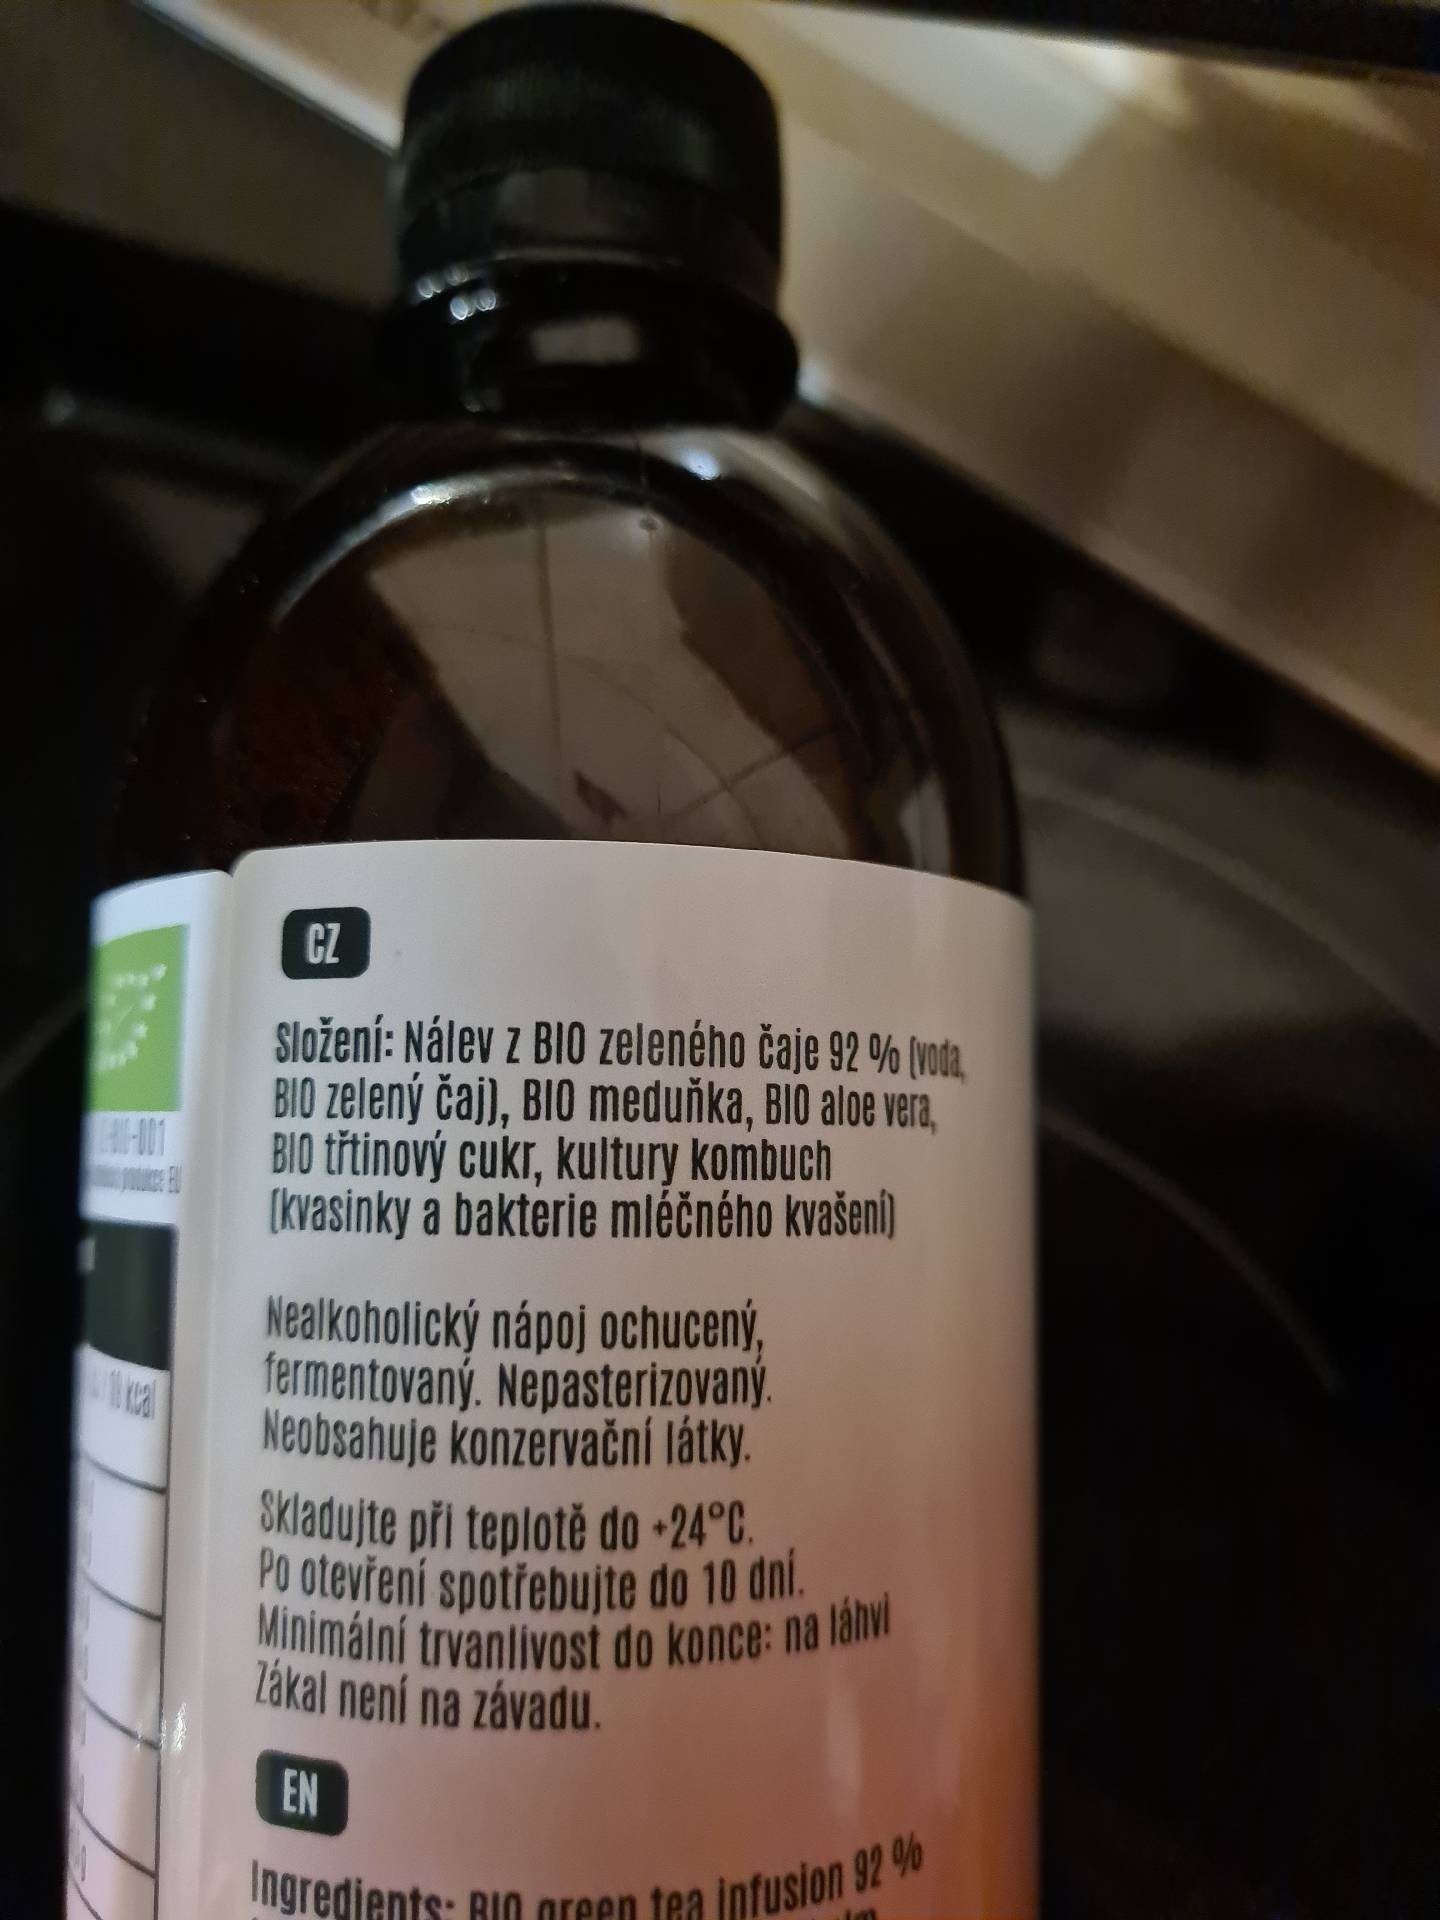 CZ
Složení: Nálev z BIO zeleného čaje 92 % (voda,
BIO zelený čaj), BIO meduňka, BIO aloe vera,
BIO třtinový cukr, kultury kombuch
(kvasinky a bakterie mléčného kvašení)
Nealkoholický nápoj ochucený,
fermentovaný. Nepasterizovaný.
Neobsahuje konzervační látky.
Skladujte při teplotě do +24°C.
Po otevření spotřebujte do 10 dní.
Minimální trvanlivost do konce: na láhvi
Zákal není na závadu.
EN
Ingredients: BIO green tea infusion 92 %
kcal